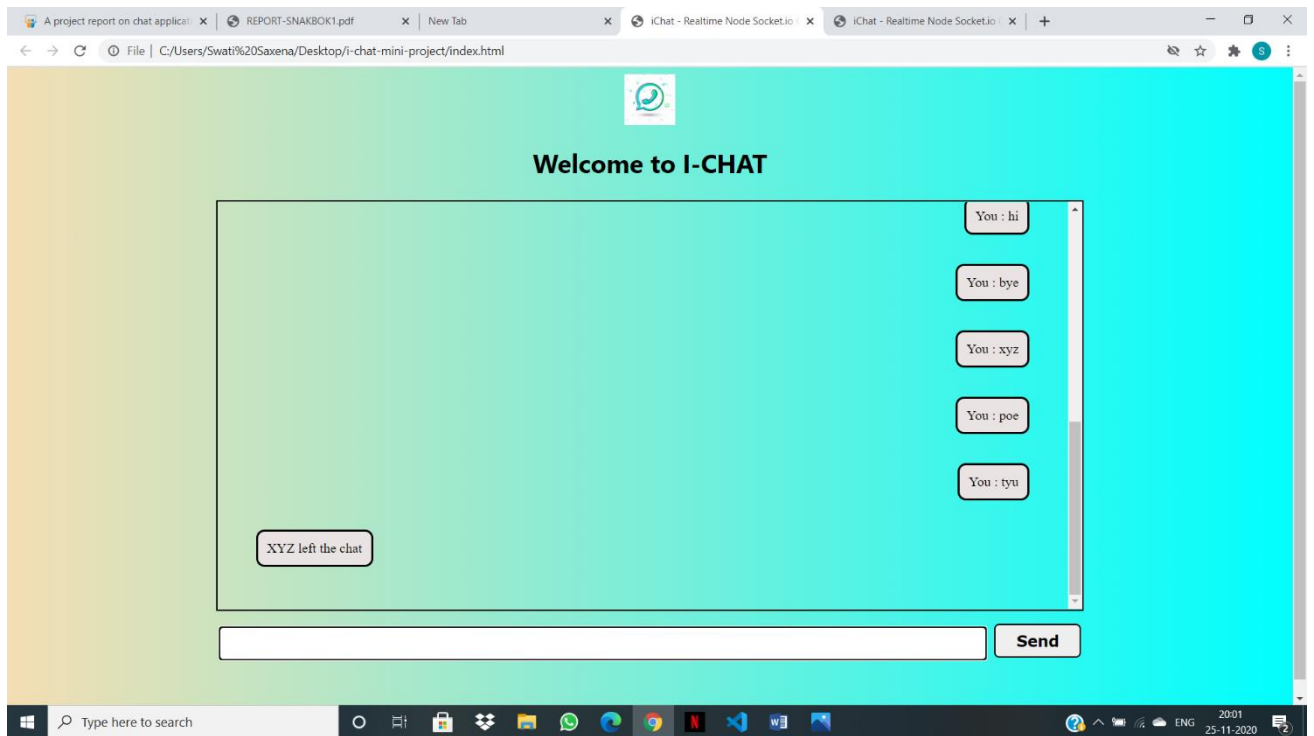 A project report on chat applicati
REPORT-SNAKBOK1.pdf
New Tab
iChat - Realtime Node Socket.io
iChat - Realtime Node Socket.io
File | C:/Users/Swati%20Saxena/Desktop/i-chat-mini-project/index.html
S
Welcome to I-CHAT
You : hi
You : bye
You : xyz
You : poe
You : tyu
XYZ left the chat
Send
Type here to search
ENG
20:01
25-11-2020
2